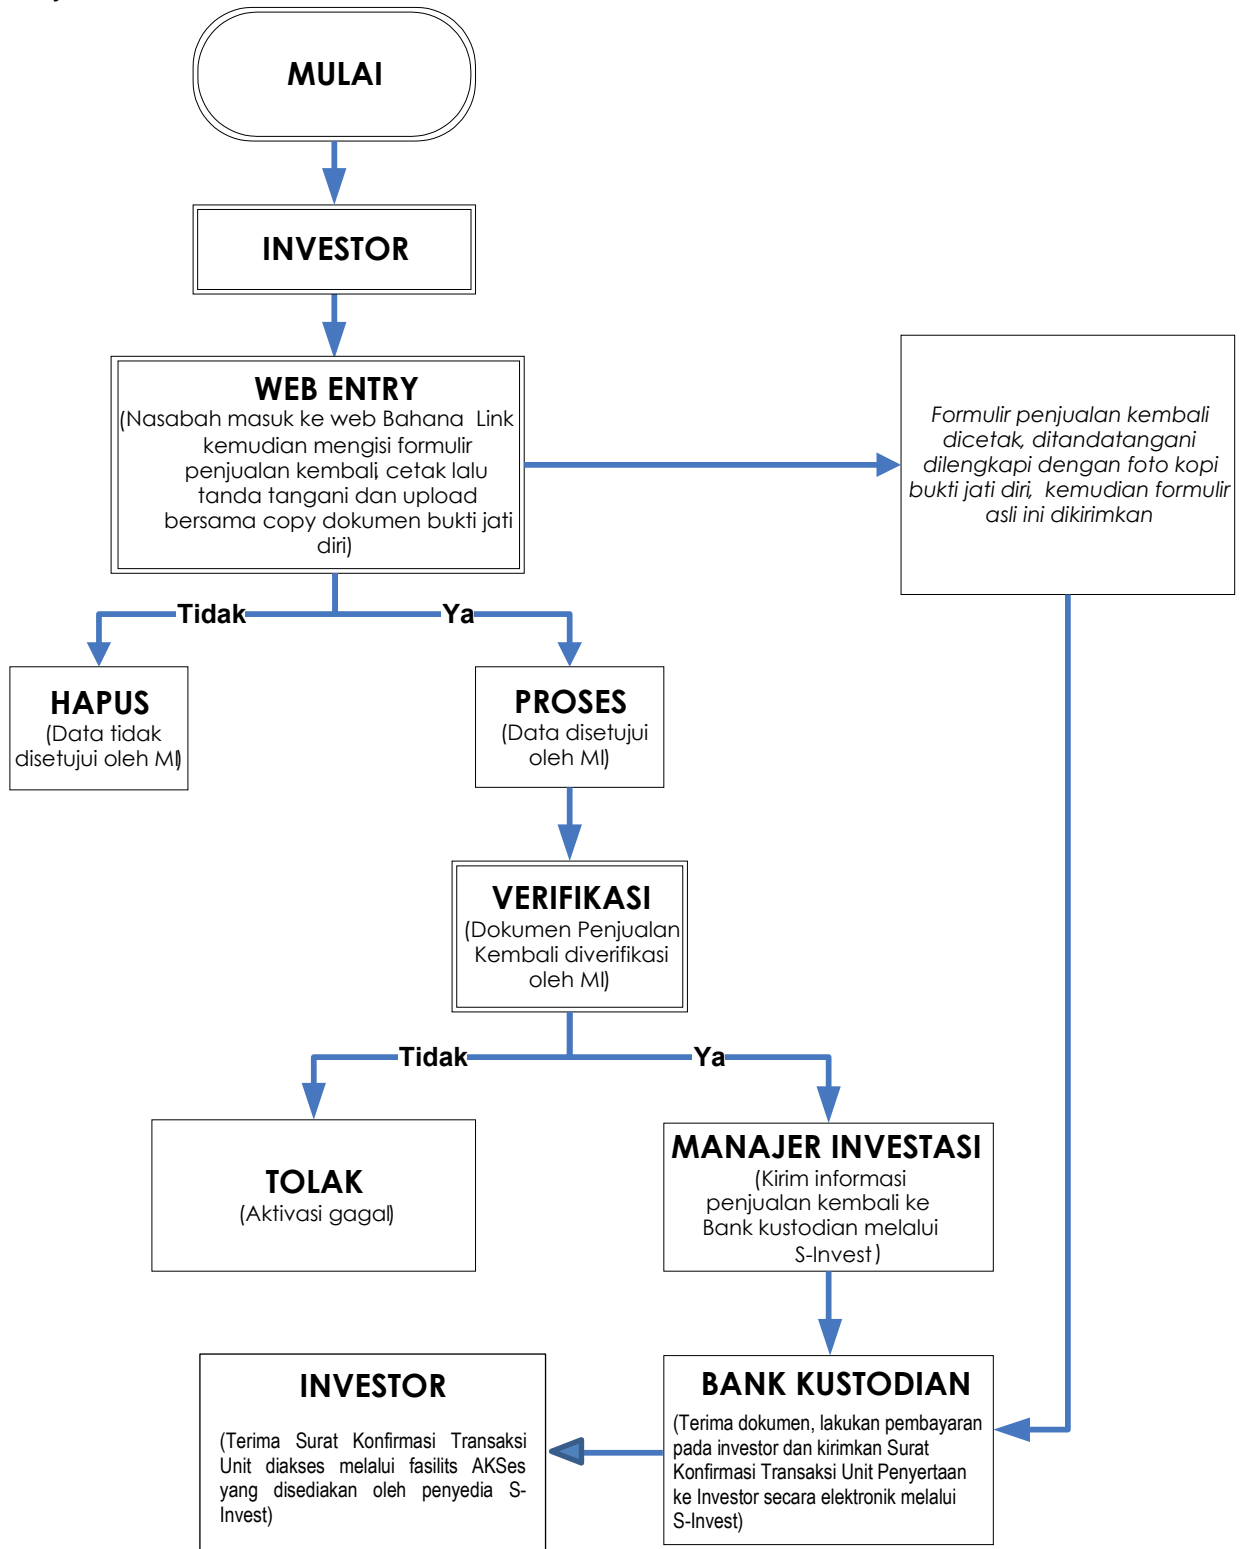 MULAI
INVESTOR
WEB ENTRY
(Nasabah masuk ke web Bahana Link
kemudian mengisi formulir
penjualan kembali, cetak lalu
tanda tangani dan upload
bersama copy dokumen bukti jati
diri)
Formulir penjualan kembali
dicetak, ditandatangani
dilengkapi dengan foto kopi
bukti jati diri, kemudian formulir
asli ini dikirimkan
Tidak
Ya
HAPUS
(Data tidak
disetujui oleh MI)
PROSES
(Data disetujui
oleh MI)
VERIFIKASI
(Dokumen Penjualan
Kembali diverifikasi
oleh MI)
Tidak
Ya
TOLAK
(Aktivasi gagal)
MANAJER INVESTASI
(Kirim informasi
penjualan kembali ke
Bank kustodian melalui
S-Invest)
INVESTOR
(Terima Surat Konfirmasi Transaksi
Unit diakses melalui fasilits AKSes
yang disediakan oleh penyedia S-
Invest)
BANK KUSTODIAN
(Terima dokumen, lakukan pembayaran
pada investor dan kirimkan Surat
Konfirmasi Transaksi Unit Penyertaan
ke Investor secara elektronik melalui
S-Invest)